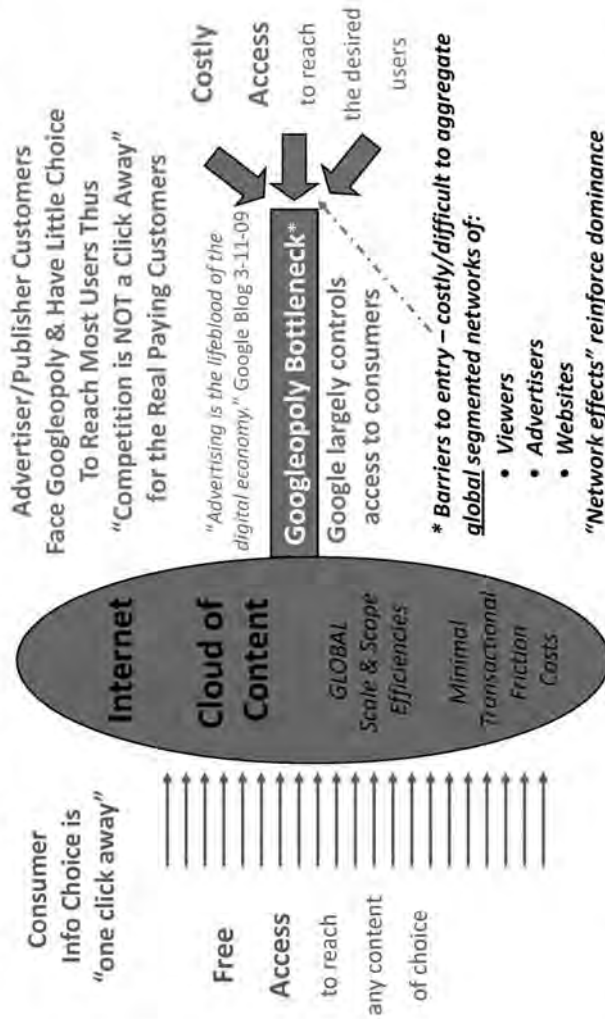 Consumer
Info Choice is
"one click away"
Free
Access
to reach
any content
of choice
Internet
Cloud of
Content
GLOBAL
Scale & Scope
Efficiencies
Minimal
Transactional
Friction
Costs
Advertiser/Publisher Customers
Face Googleopoly & Have Little Choice
To Reach Most Users Thus
"Competition is NOT a Click Away"
for the Real Paying Customers
"Advertising is the lifeblood of the
digital economy." Google Blog 3-11-09
Googleopoly Bottleneck*
Google largely controls
access to consumers
Costly
Access
to reach
the desired
users
* Barriers to entry – costly/difficult to aggregate
global segmented networks of:
• Viewers
• Advertisers
• Websites
"Network effects" reinforce dominance